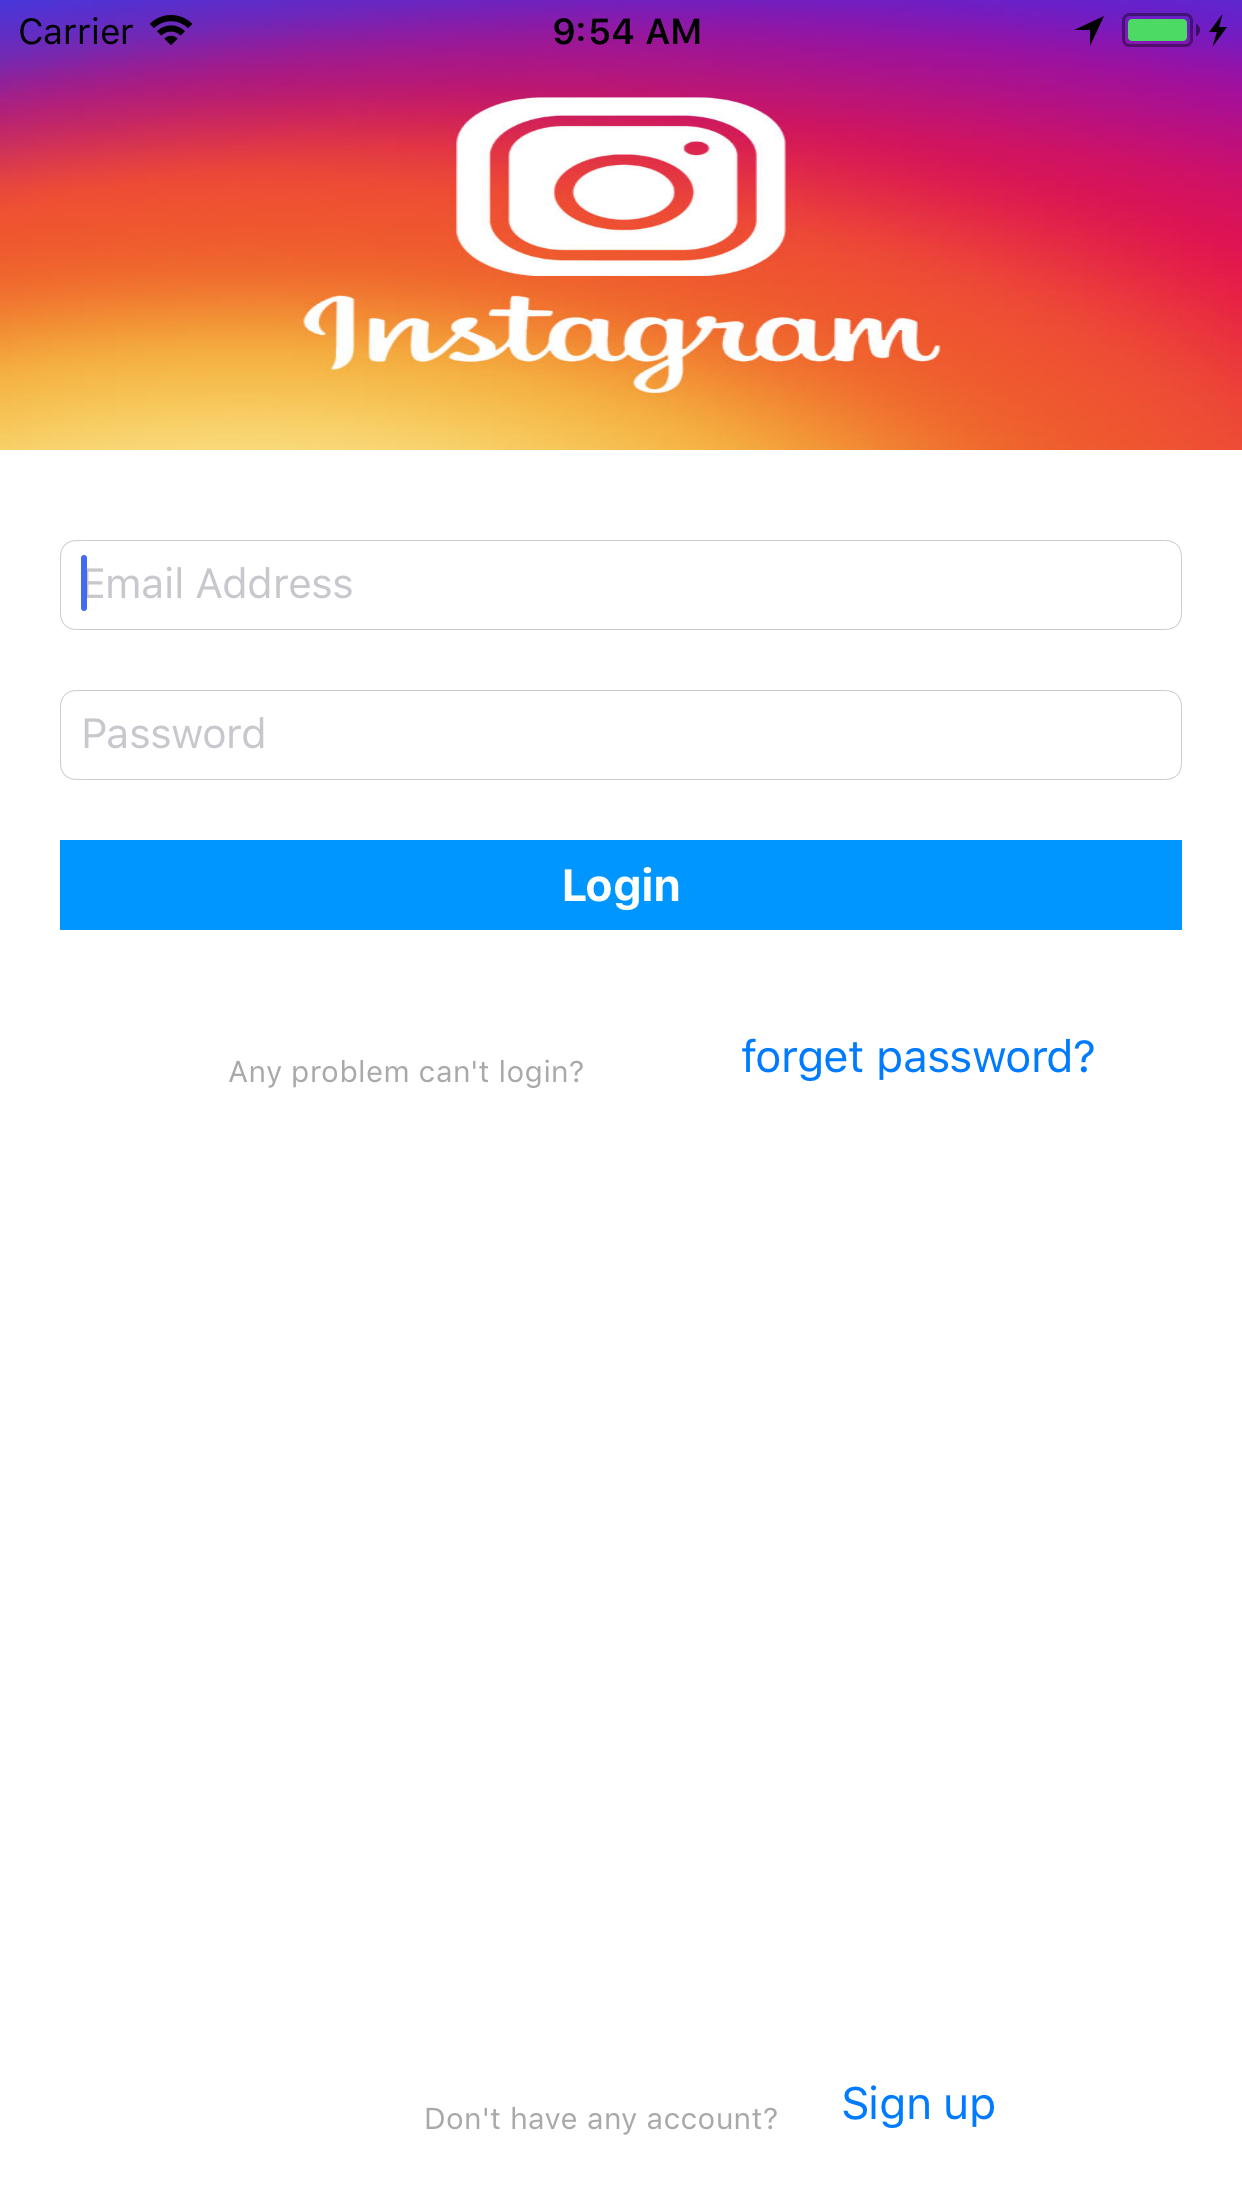 Carrier 9:54 AM
Instagram
Email Address
Password
Login
Any problem can't login? forget password?
Don't have any account? Sign up